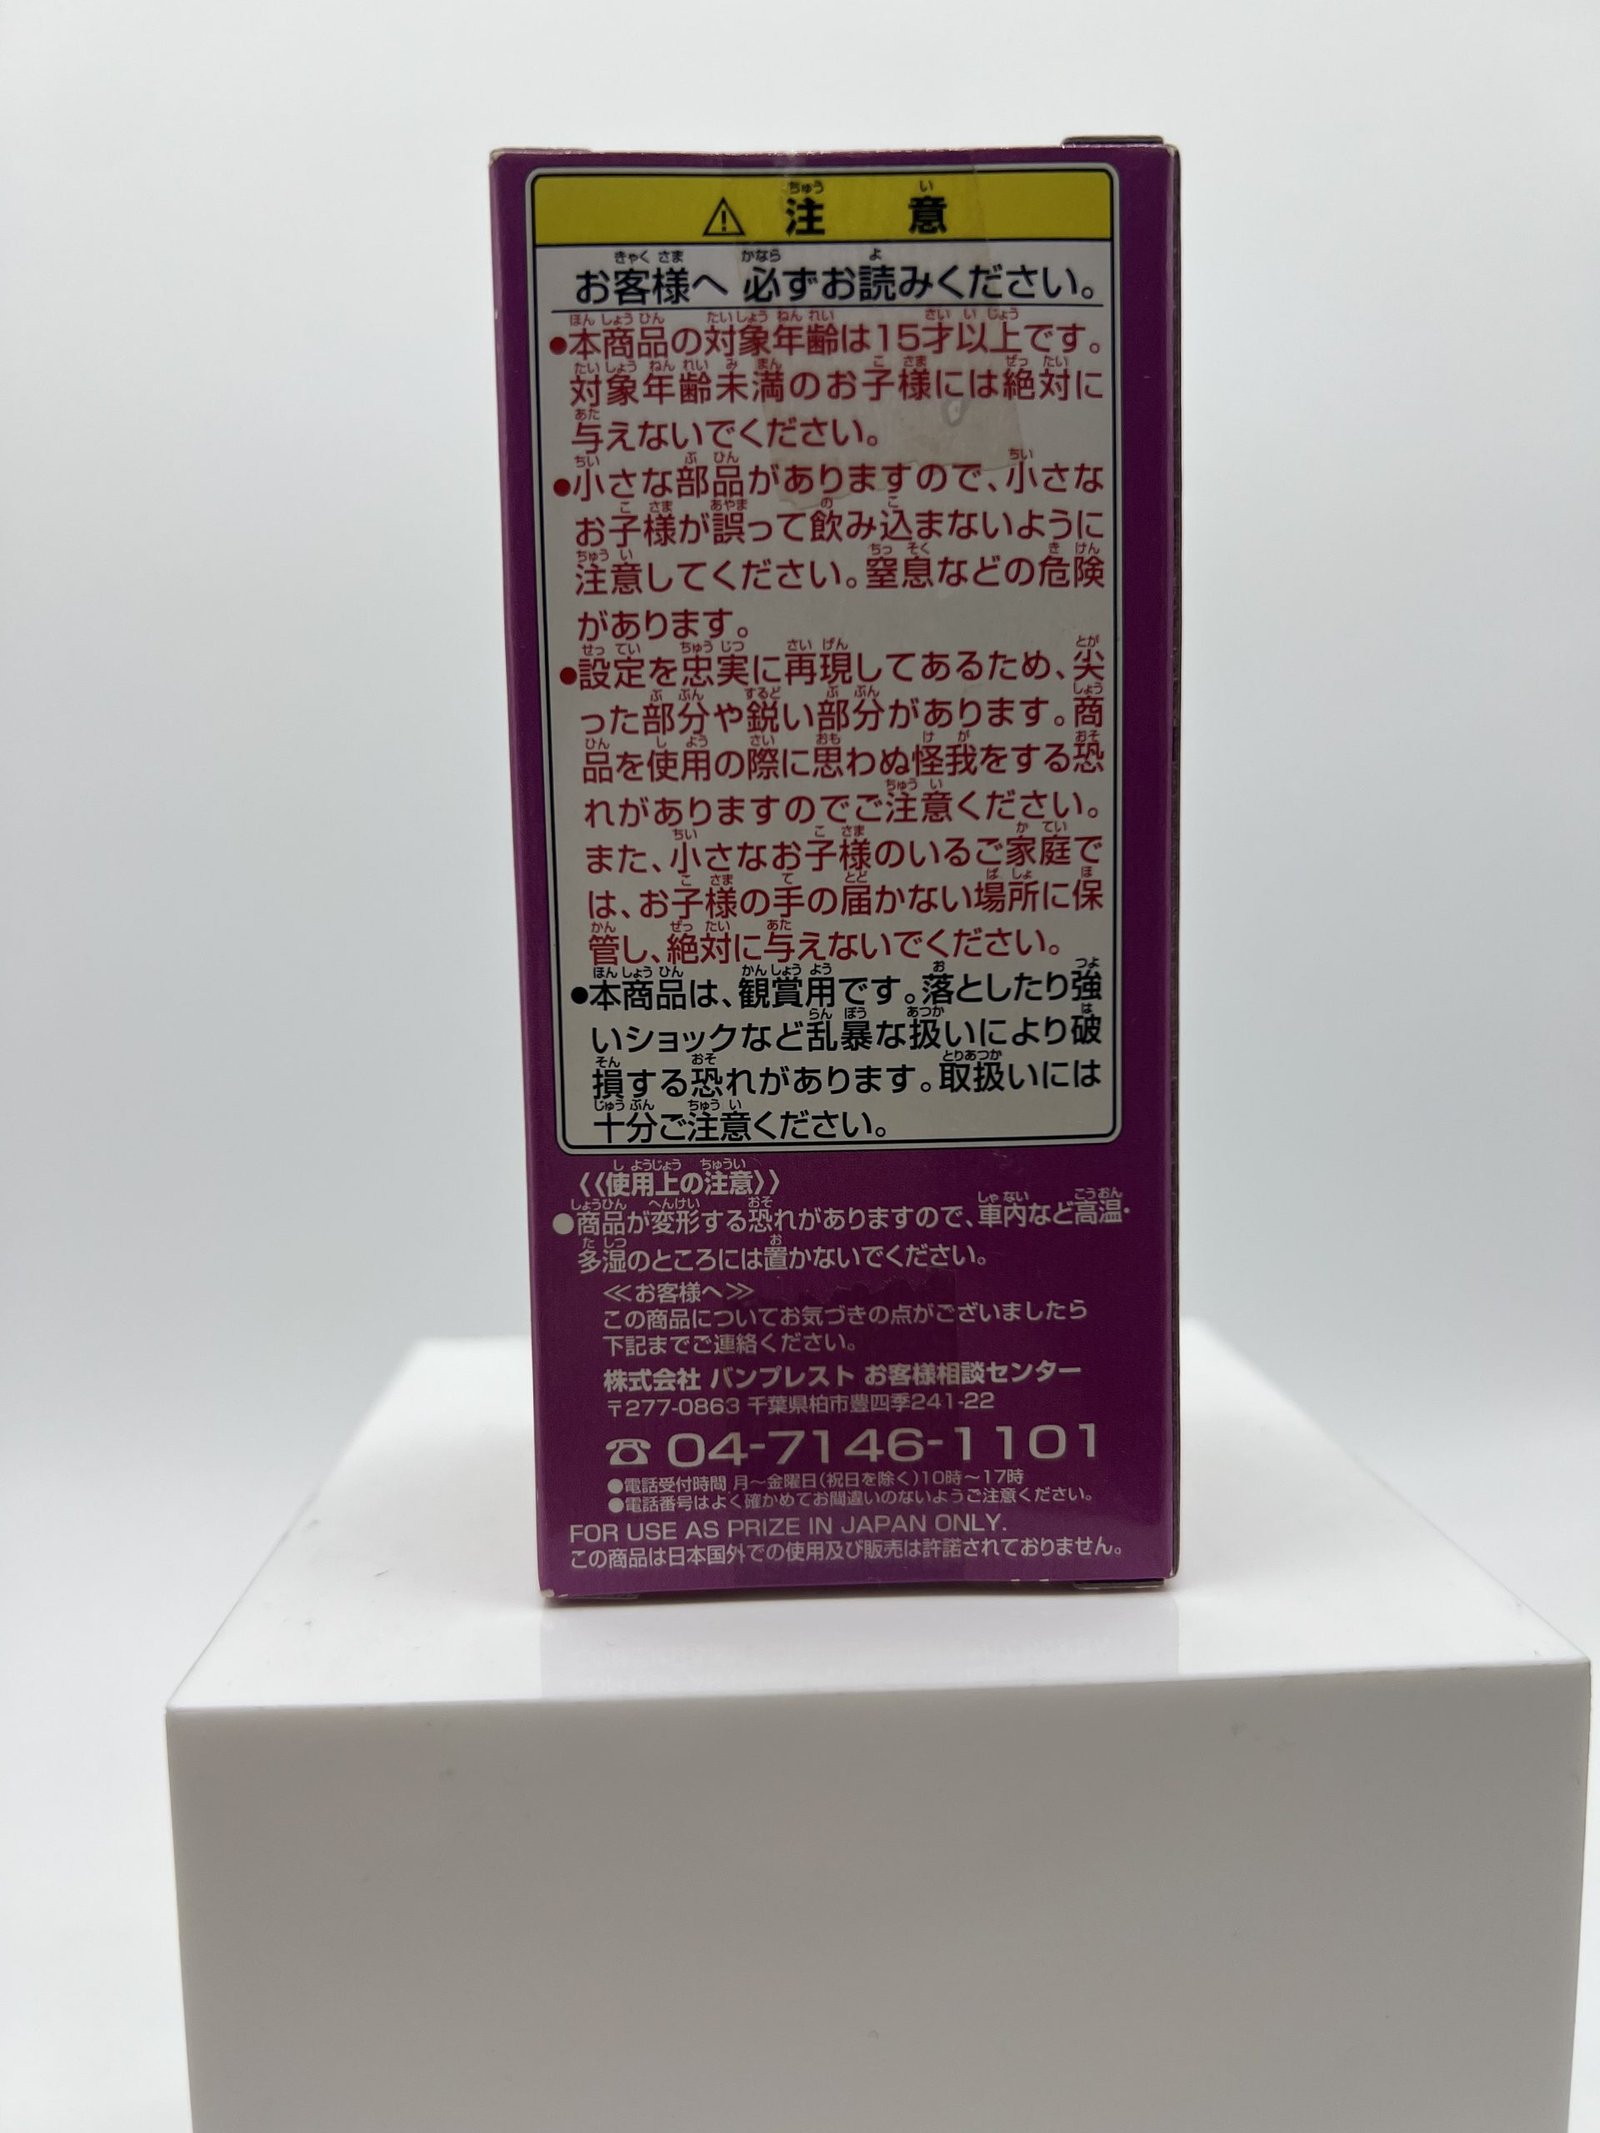 ⚠ 注意
お客様へ 必ずお読みください。
●本商品の対象年齢は15才以上です。
対象年齢未満のお子様には絶対に
与えないでください。
●小さな部品がありますので、小さな
お子様が誤って飲み込まないように
注意してください。窒息などの危険
があります。
●設定を忠実に再現してあるため、尖
った部分や鋭い部分があります。商
品を使用の際に思わぬ怪我をする恐
れがありますのでご注意ください。
また、小さなお子様のいるご家庭で
は、お子様の手の届かない場所に保
管し、絶対に与えないでください。
●本商品は、観賞用です。落としたり強
いショックなど乱暴な扱いにより破
損する恐れがあります。取扱いには
十分ご注意ください。
《使用上の注意》
●商品が変形する恐れがありますので、車内など高温・
多湿のところには置かないでください。
≪お客様へ≫
この商品についてお気づきの点がございましたら
下記までご連絡ください。
株式会社 バンプレスト お客様相談センター
〒277-0863 千葉県柏市豊四季241-22
☎ 04-7146-1101
●電話受付時間 月～金曜日(祝日を除く)10時～17時
●電話番号はよく確かめてお間違いのないようご注意ください。
FOR USE AS PRIZE IN JAPAN ONLY.
この商品は日本国外での使用及び販売は許諾されておりません。